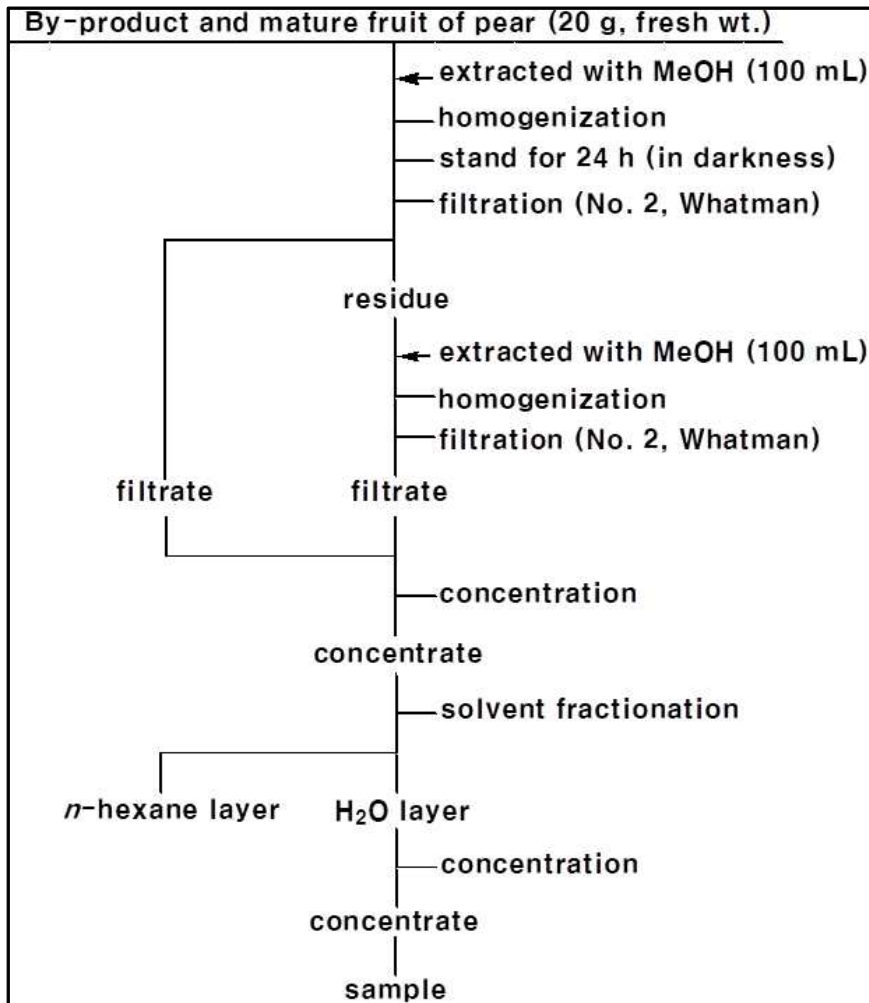 By-product and mature fruit of pear (20 g, fresh wt.)
extracted with MeOH (100 mL)
homogenization
stand for 24 h (in darkness)
filtration (No. 2, Whatman)
residue
extracted with MeOH (100 mL)
homogenization
filtration (No. 2, Whatman)
filtrate filtrate
concentration
concentrate
solvent fractionation
n-hexane layer H₂O layer
concentration
concentrate
sample